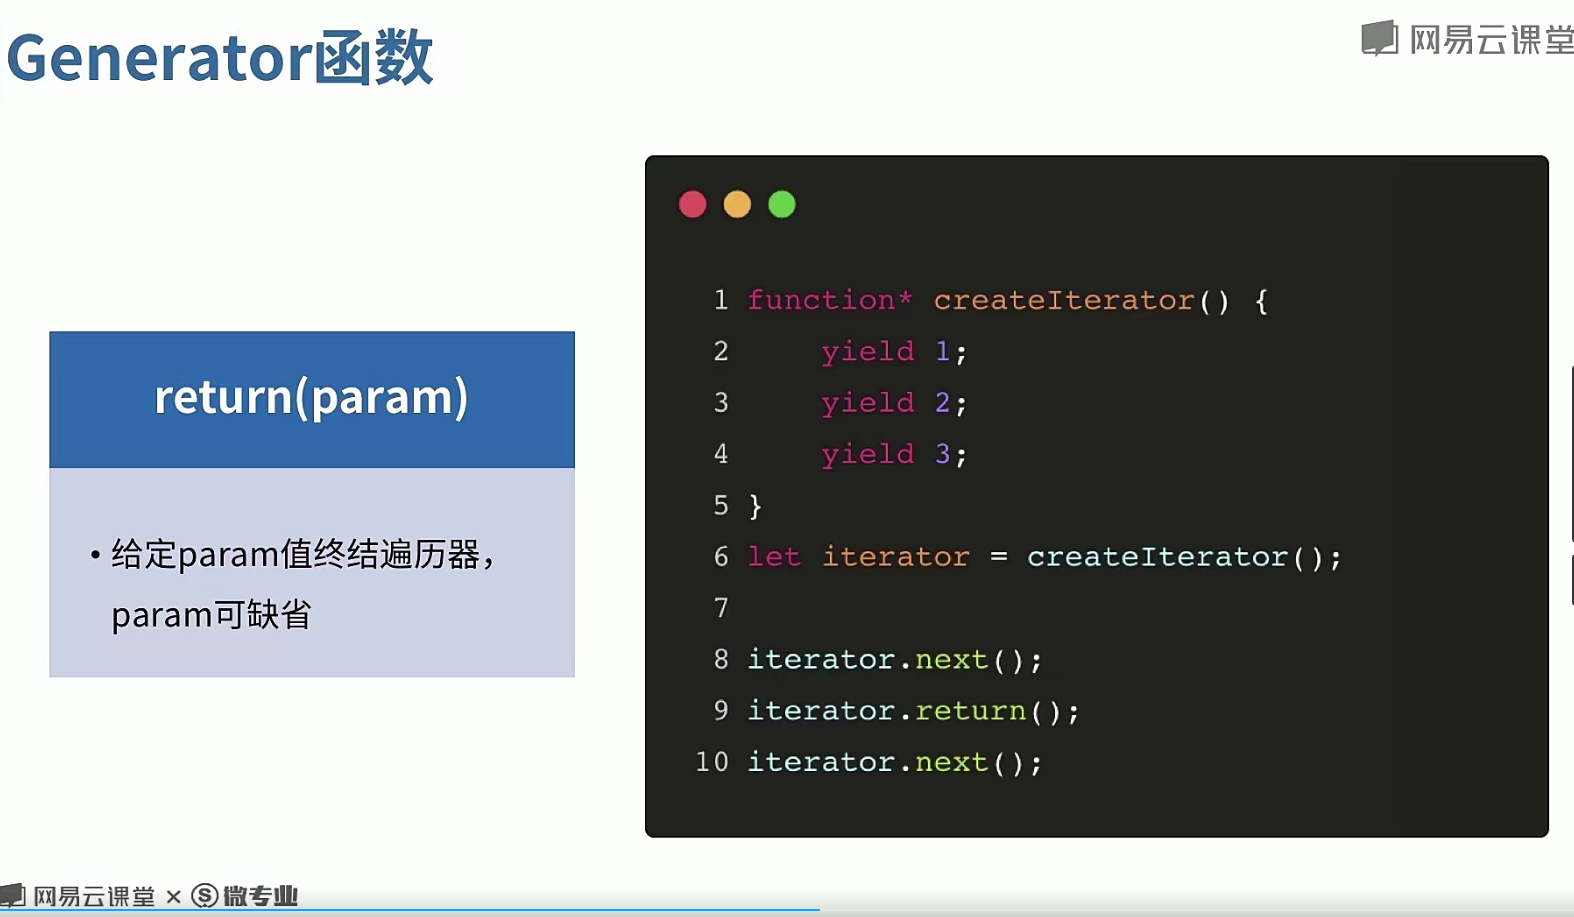 Generator函数
网易云课堂
return(param)
• 给定param值终结遍历器，
param可缺省
1 function* createIterator() {
2     yield 1;
3     yield 2;
4     yield 3;
5 }
6 let iterator = createIterator();
7
8 iterator.next();
9 iterator.return();
10 iterator.next();
网易云课堂 × Ⓢ微专业